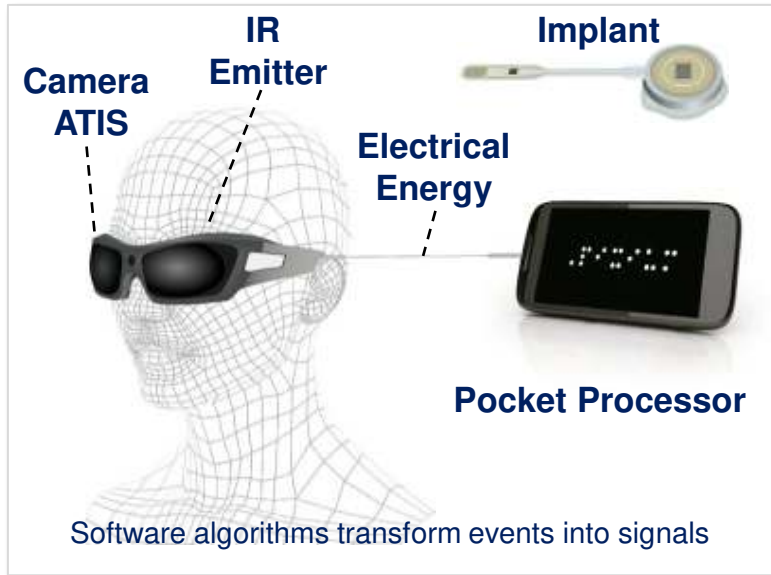 IR
Emitter
Implant
Camera
ATIS
Electrical
Energy
Pocket Processor
Software algorithms transform events into signals